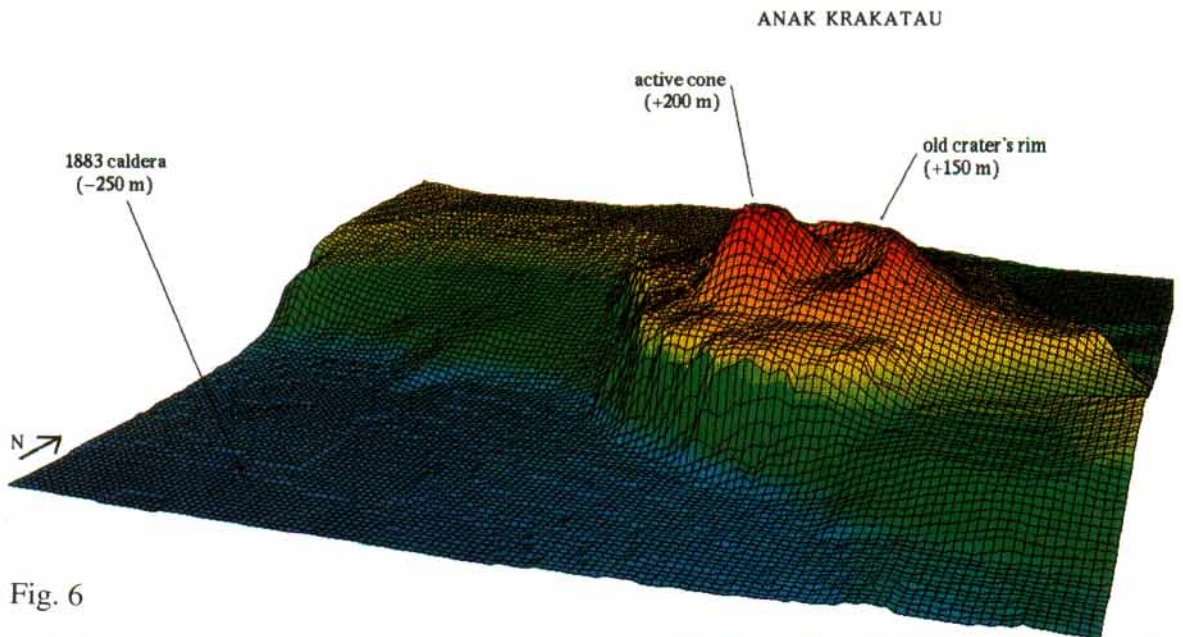 ANAK KRAKATAU
active cone
(+200 m)
old crater's rim
(+150 m)
1883 caldera
(−250 m)
N
Fig. 6